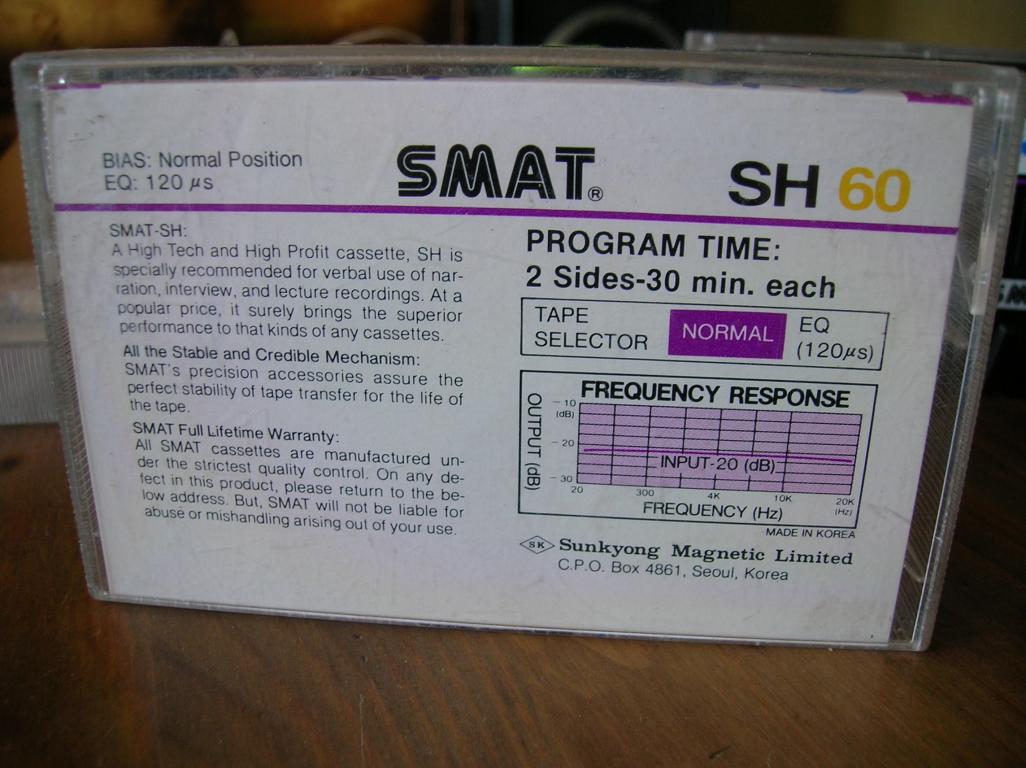 BIAS: Normal Position
EQ: 120 µs
SMAT®
SH 60
SMAT-SH:
A High Tech and High Profit cassette, SH is
specially recommended for verbal use of nar-
ration, interview, and lecture recordings. At a
popular price, it surely brings the superior
performance to that kinds of any cassettes.
All the Stable and Credible Mechanism:
SMAT's precision accessories assure the
perfect stability of tape transfer for the life of
the tape.
SMAT Full Lifetime Warranty:
All SMAT cassettes are manufactured un-
der the strictest quality control. On any de-
fect in this product, please return to the be-
low address. But, SMAT will not be liable for
abuse or mishandling arising out of your use.
PROGRAM TIME:
2 Sides-30 min. each
TAPE
SELECTOR
NORMAL
EQ
(120µs)
FREQUENCY RESPONSE
OUTPUT (dB)
-10
(dB)
-20
-30
INPUT-20 (dB)
20 300 4K 10K 20K
(Hz)
FREQUENCY (Hz)
MADE IN KOREA
SK Sunkyong Magnetic Limited
C.P.O. Box 4861, Seoul, Korea